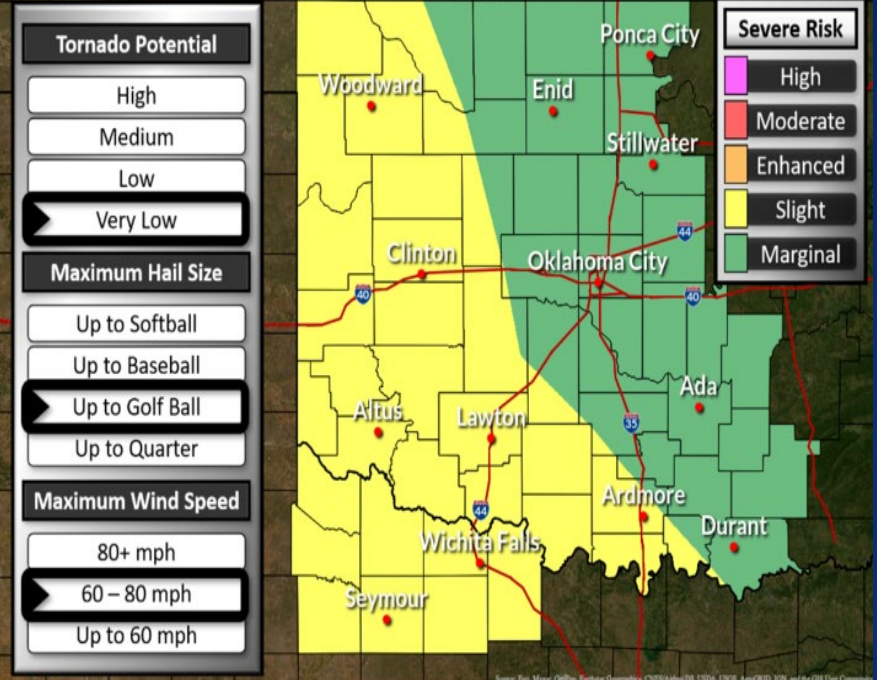 Tornado Potential
High
Medium
Low
Very Low
Maximum Hail Size
Up to Softball
Up to Baseball
Up to Golf Ball
Up to Quarter
Maximum Wind Speed
80+ mph
60 – 80 mph
Up to 60 mph
Severe Risk
High
Moderate
Enhanced
Slight
Marginal
Ponca City
Woodward
Enid
Stillwater
44
Clinton
Oklahoma City
40
40
Ada
Altus
Lawton
35
Ardmore
44
Durant
Wichita Falls
Seymour